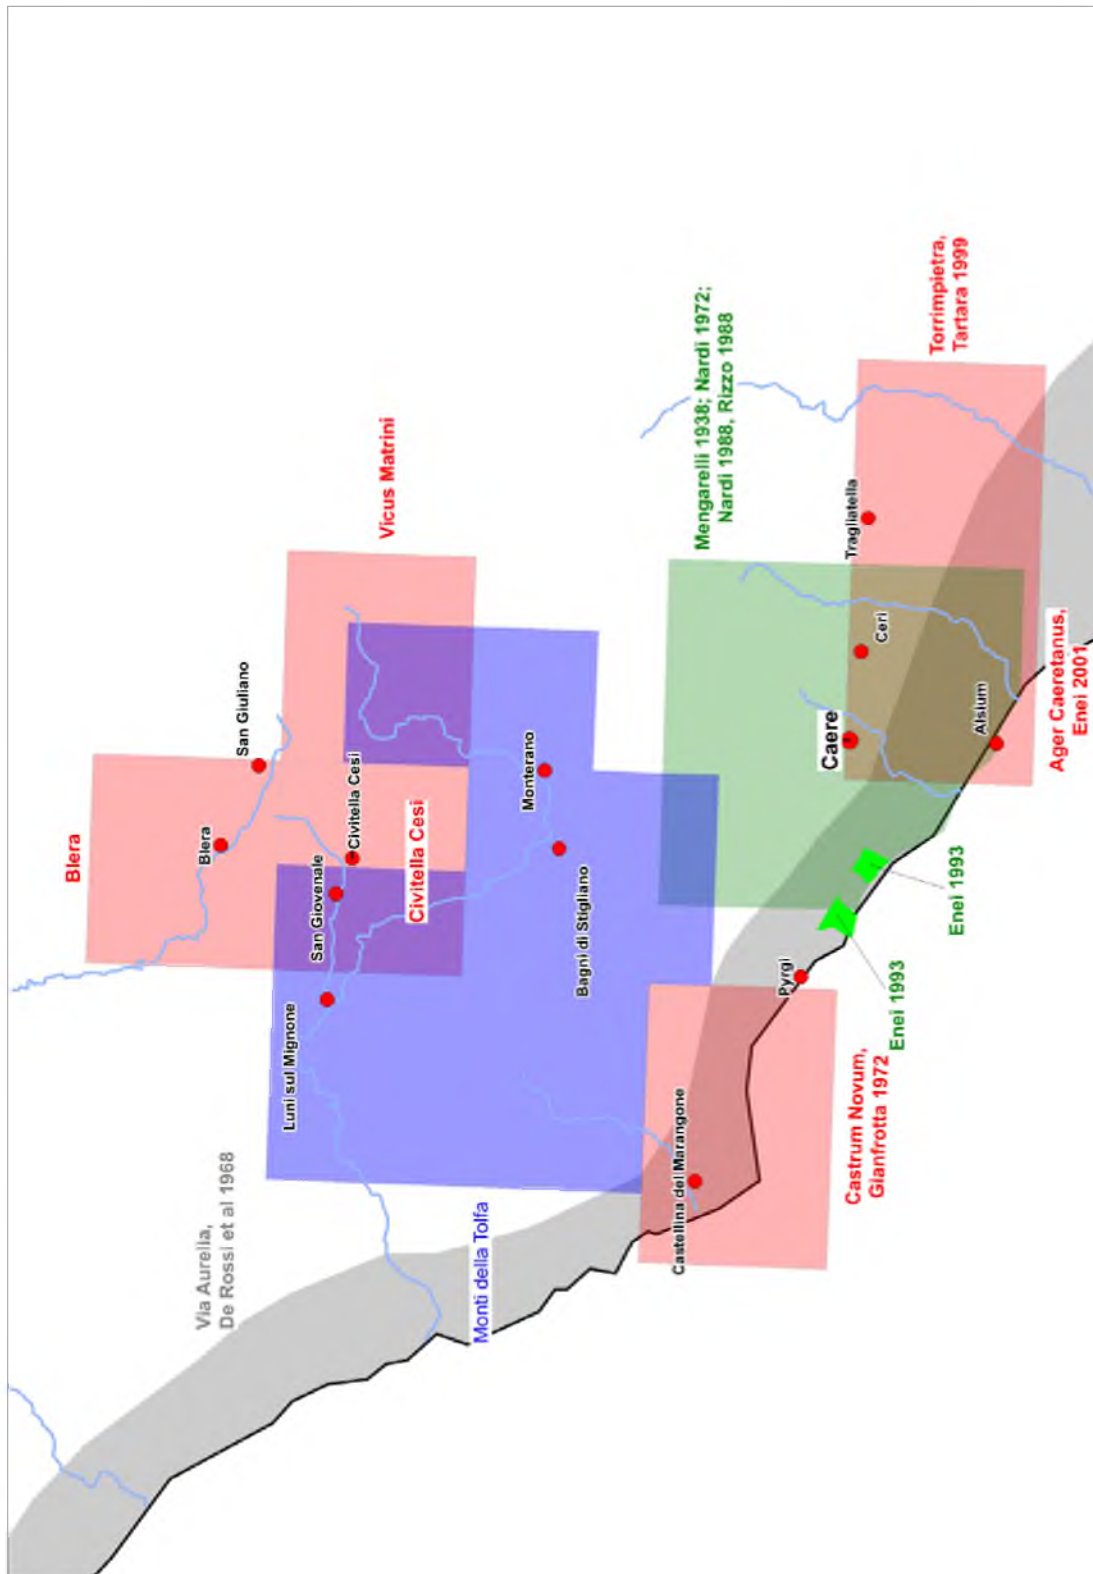 Via Aurelia,
De Rossi et al 1968
Blera
Blera
San Giuliano
Vicus Matrini
Luni sul Mignone
San Giovenale
Civitella Cesi
Civitella Cesi
Monti della Tolfa
Bagni di Stigliano
Monterano
Mengarelli 1938; Nardi 1972;
Nardi 1988, Rizzo 1988
Castellina del Marangone
Pyrgi
Caere
Ceri
Tragliatella
Torrimpietra,
Tartara 1999
Castrum Novum,
Gianfrotta 1972
Enei 1993
Enei 1993
Alsium
Ager Caeretanus,
Enei 2001